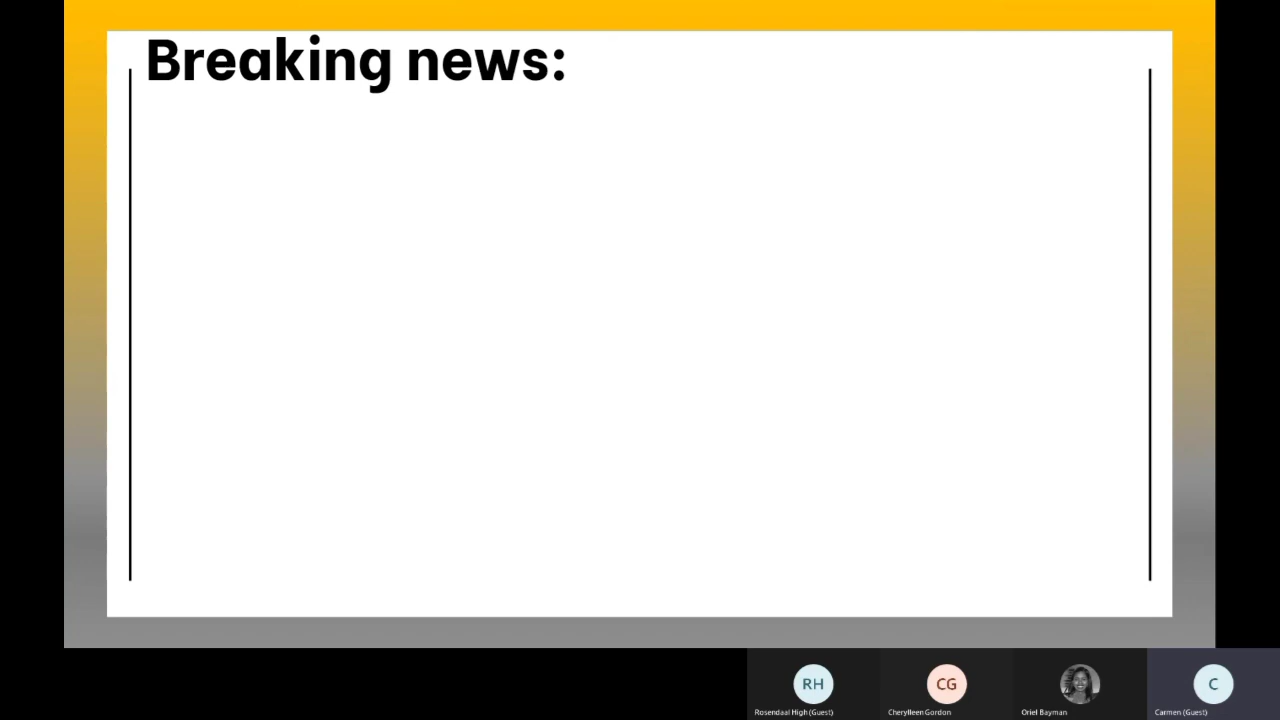 Breaking news:
RH
CG
C
Rosendaal High (Guest)
Cherylleen Gordon
Oriel Bayman
Carmen (Guest)